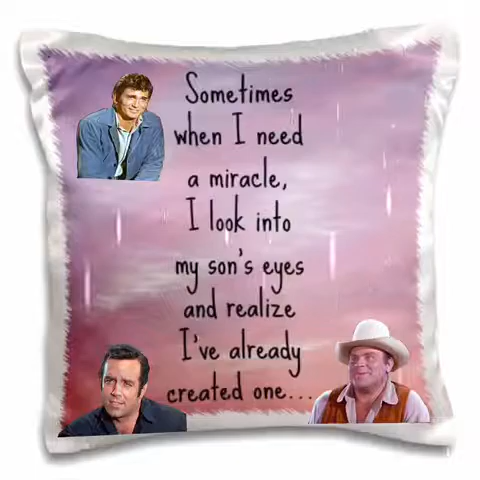 Sometimes
when I need
a miracle,
I look into
my son's eyes
and realize
I've already
created one...